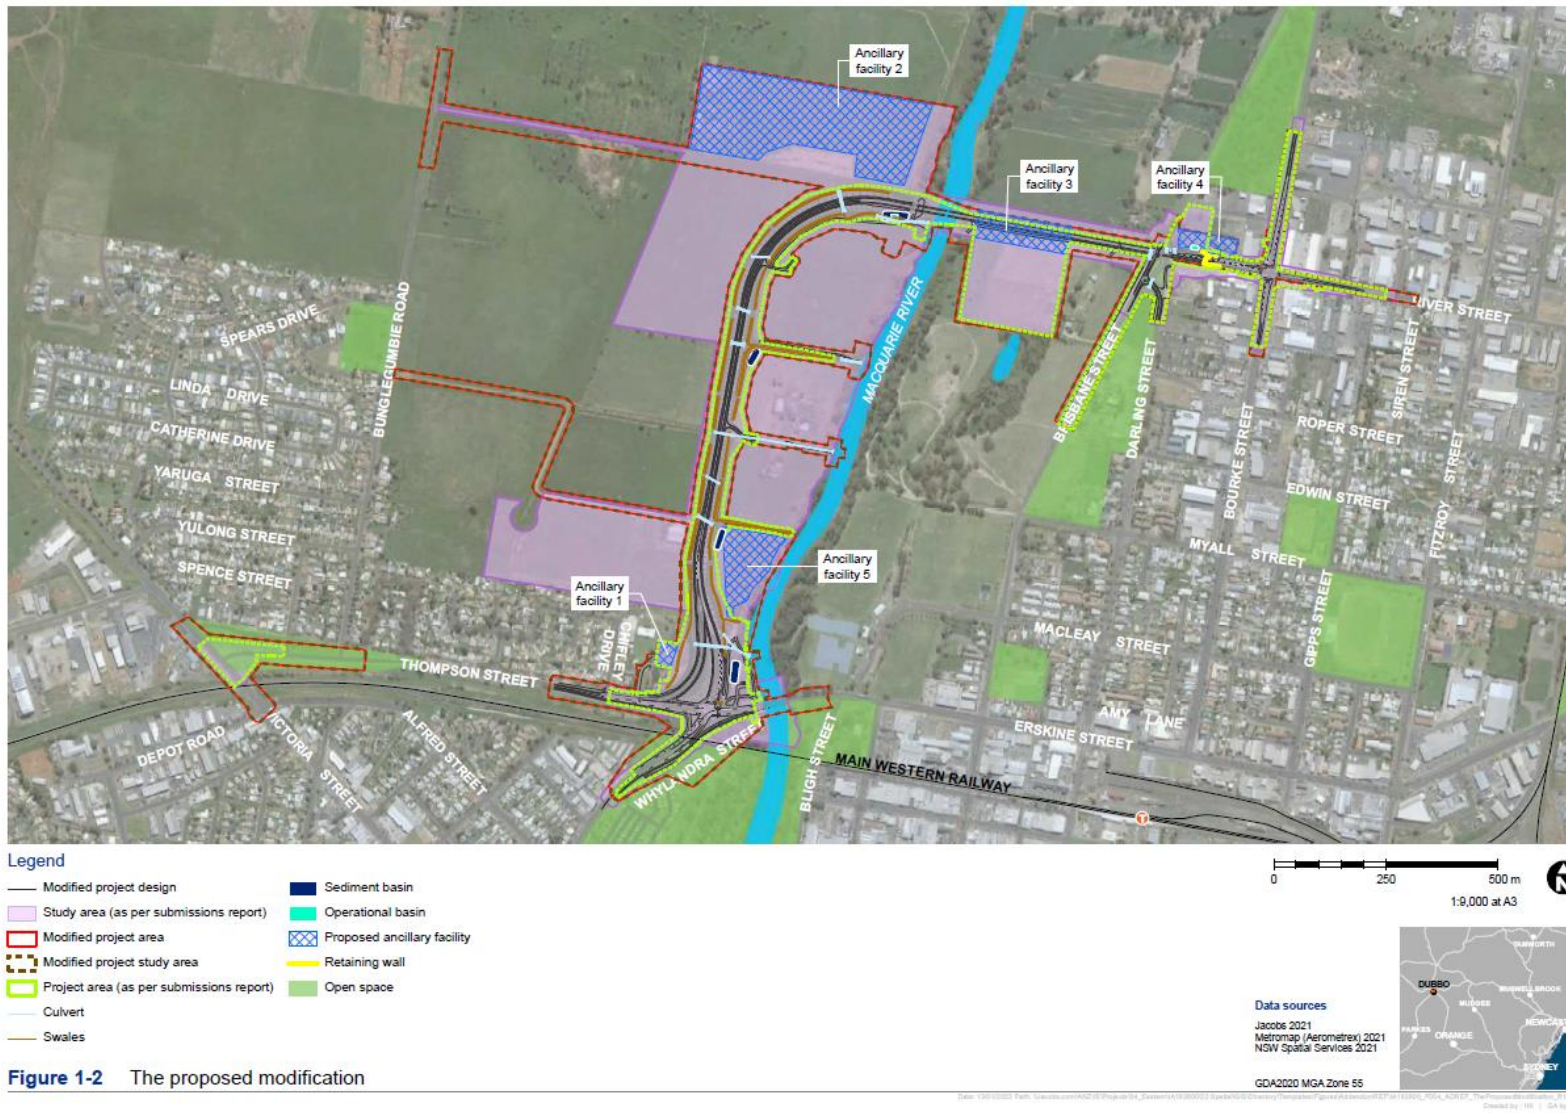 Ancillary
facility 2
Ancillary
facility 3
Ancillary
facility 4
SPEARS DRIVE
BUNGLEGUMBIE ROAD
MACQUARIE RIVER
LINDA DRIVE
CATHERINE DRIVE
YARUGA STREET
YULONG STREET
SPENCE STREET
BRISBANE STREET
DARLING STREET
BOURKE STREET
SIREN STREET
ROPER STREET
EDWIN STREET
FITZROY STREET
MYALL STREET
GIPPS STREET
Ancillary
facility 5
Ancillary
facility 1
CHIFLEY
DRIVE
MACLEAY STREET
THOMPSON STREET
AMY LANE
ERSKINE STREET
DEPOT ROAD
VICTORIA STREET
ALFRED STREET
WHYLANDRA STREET
BLIGH STREET
MAIN WESTERN RAILWAY
T
Legend
Modified project design
Study area (as per submissions report)
Modified project area
Modified project study area
Project area (as per submissions report)
Culvert
Swales
Sediment basin
Operational basin
Proposed ancillary facility
Retaining wall
Open space
0 250 500 m
1:9,000 at A3
N
TAMWORTH
DUBBO
MUSWELLBROOK
MUDGEE
PARKES
ORANGE
NEWCAS
SYDNEY
Data sources
Jacobs 2021
Metromap (Aerometrex) 2021
NSW Spatial Services 2021
GDA2020 MGA Zone 55
Figure 1-2 The proposed modification